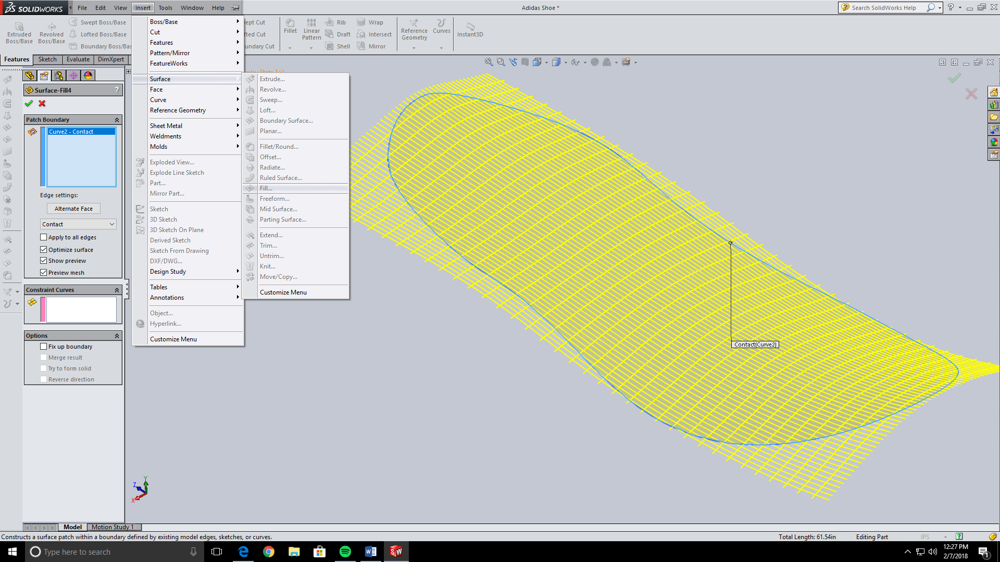 SOLIDWORKS File Edit View Insert Tools Window Help Adidas Shoe * Search SolidWorks Help
Extruded Boss/Base
Revolved Boss/Base
Swept Boss/Base
Lofted Boss/Base
Boundary Boss/Bas
ept Cut
fted Cut
undary Cut
Fillet
Linear Pattern
Rib
Draft
Shell
Wrap
Intersect
Mirror
Reference Geometry
Curves
Instant3D
Features Sketch Evaluate DimXpert
play State 1>)
Surface-Fill4 ?
Patch Boundary
Curve2 - Contact
Edge settings:
Alternate Face
Contact
Apply to all edges
Optimize surface
Show preview
Preview mesh
Constraint Curves
Options
Fix up boundary
Merge result
Try to form solid
Reverse direction
Boss/Base
Cut
Features
Pattern/Mirror
FeatureWorks
Surface
Face
Curve
Reference Geometry
Sheet Metal
Weldments
Molds
Exploded View...
Explode Line Sketch
Part...
Mirror Part...
Sketch
3D Sketch
3D Sketch On Plane
Derived Sketch
Sketch From Drawing
DXF/DWG...
Design Study
Tables
Annotations
Object...
Hyperlink...
Customize Menu
Extrude...
Revolve...
Sweep...
Loft...
Boundary Surface...
Planar...
Fillet/Round...
Offset...
Radiate...
Ruled Surface...
Fill...
Freeform...
Mid Surface...
Parting Surface...
Extend...
Trim...
Untrim...
Knit...
Move/Copy...
Customize Menu
Contact(Curve2)
Y
Z
X
Model Motion Study 1
Constructs a surface patch within a boundary defined by existing model edges, sketches, or curves. Total Length: 61.54in Editing Part IPS ?
Type here to search
12:27 PM
2/7/2018
1